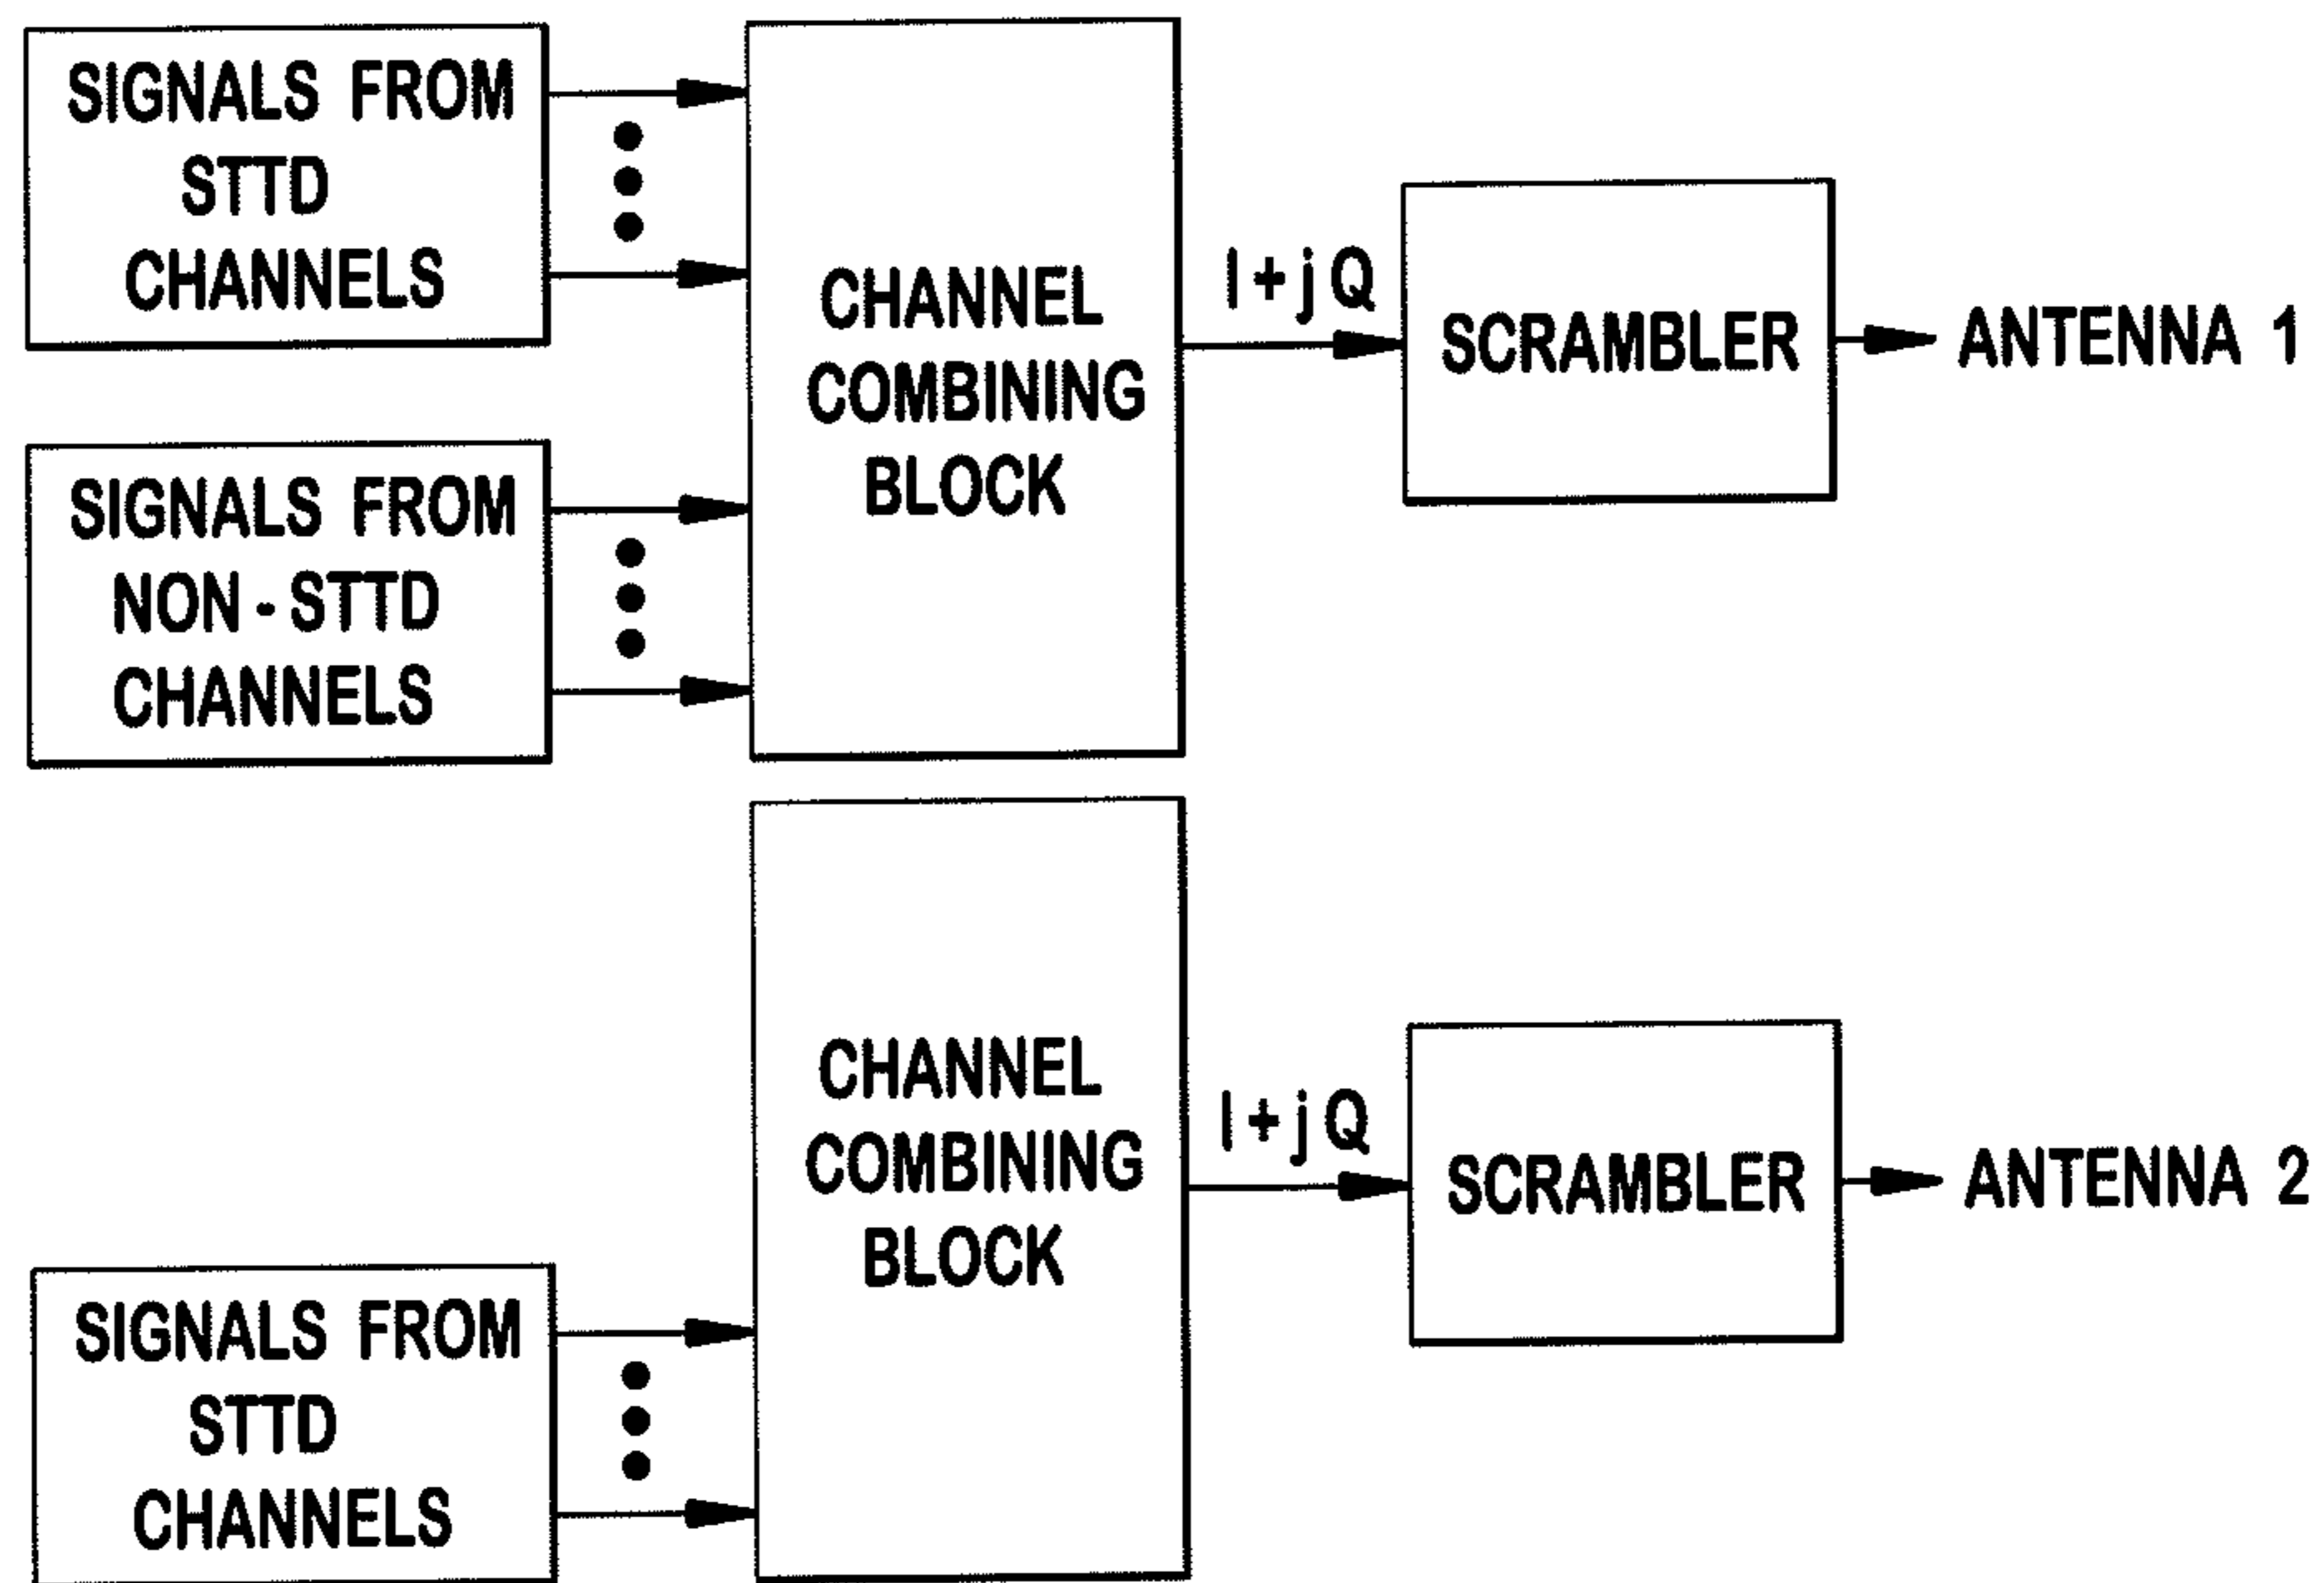 SIGNALS FROM
STTD
CHANNELS
SIGNALS FROM
NON-STTD
CHANNELS
CHANNEL
COMBINING
BLOCK
I+jQ
SCRAMBLER
ANTENNA 1
SIGNALS FROM
STTD
CHANNELS
CHANNEL
COMBINING
BLOCK
I+jQ
SCRAMBLER
ANTENNA 2